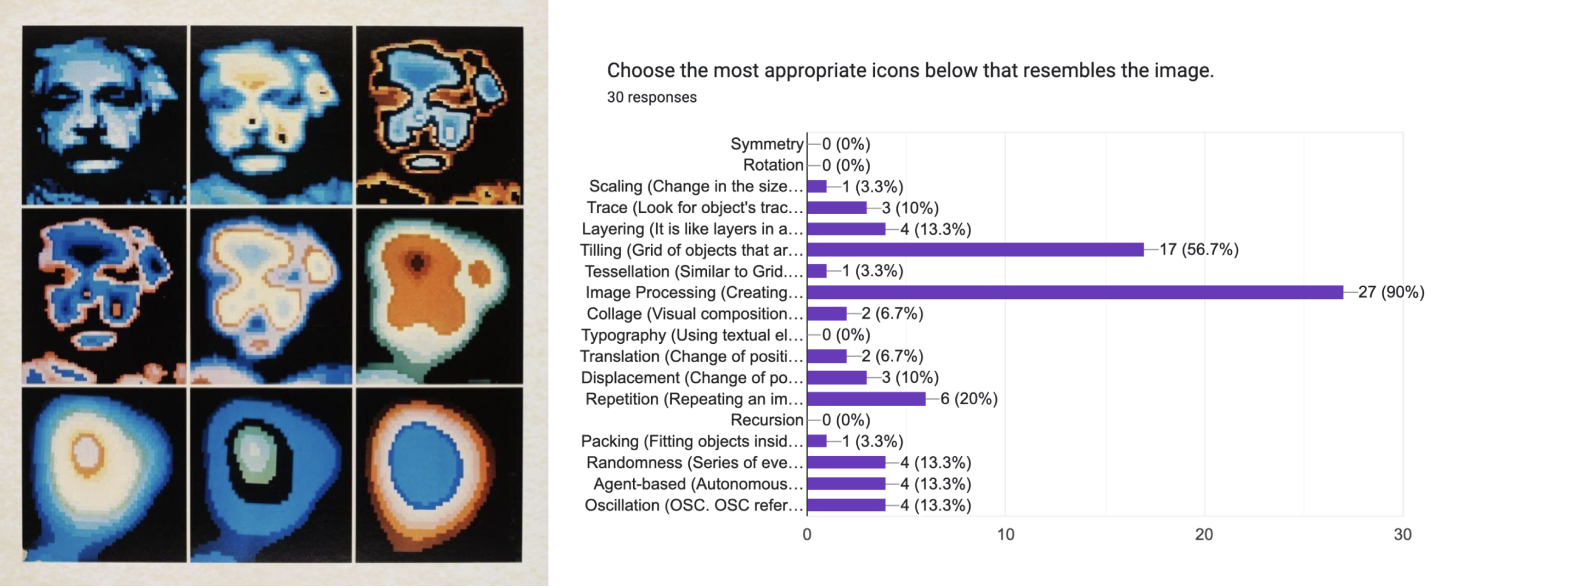 Choose the most appropriate icons below that resembles the image.
30 responses
Symmetry 0 (0%)
Rotation 0 (0%)
Scaling (Change in the size... 1 (3.3%)
Trace (Look for object's trac... 3 (10%)
Layering (It is like layers in a... 4 (13.3%)
Tilling (Grid of objects that ar... 17 (56.7%)
Tessellation (Similar to Grid.... 1 (3.3%)
Image Processing (Creating... 27 (90%)
Collage (Visual composition... 2 (6.7%)
Typography (Using textual el... 0 (0%)
Translation (Change of positi... 2 (6.7%)
Displacement (Change of po... 3 (10%)
Repetition (Repeating an im... 6 (20%)
Recursion 0 (0%)
Packing (Fitting objects insid... 1 (3.3%)
Randomness (Series of eve... 4 (13.3%)
Agent-based (Autonomous... 4 (13.3%)
Oscillation (OSC. OSC refer... 4 (13.3%)
0 10 20 30